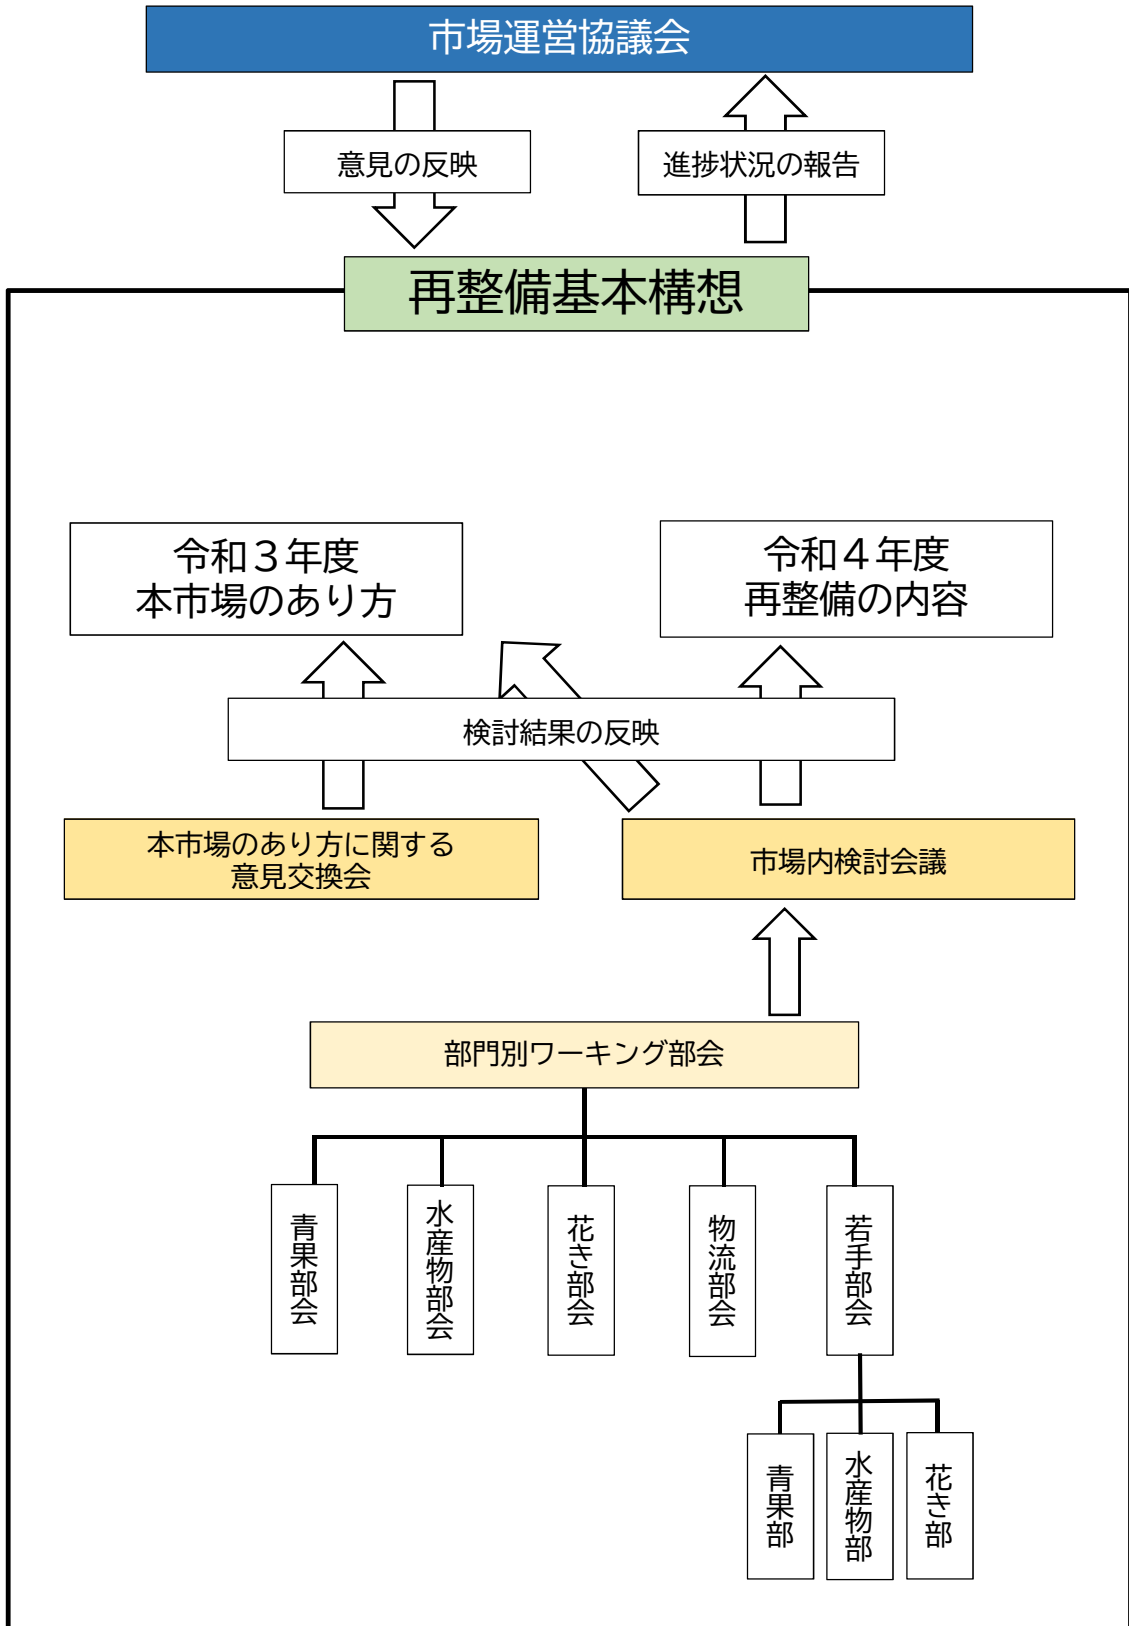 市場運営協議会
意見の反映
進捗状況の報告
再整備基本構想
令和３年度
本市場のあり方
令和４年度
再整備の内容
検討結果の反映
本市場のあり方に関する
意見交換会
市場内検討会議
部門別ワーキング部会
青果部会
水産物部会
花き部会
物流部会
若手部会
青果部
水産物部
花き部